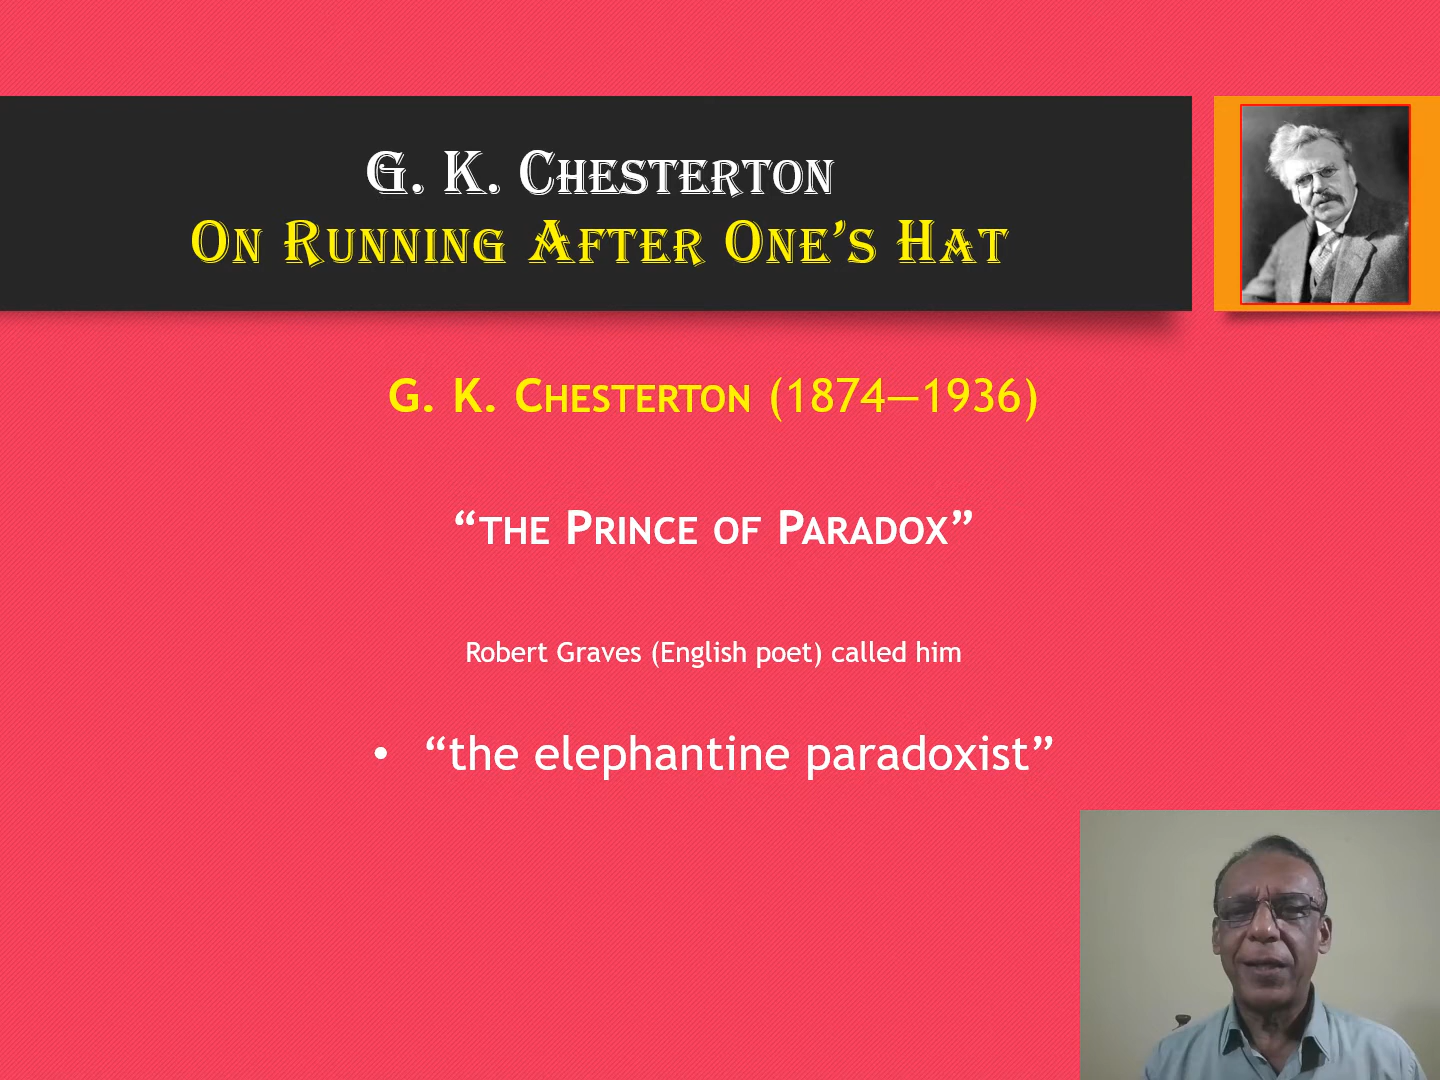 G. K. Chesterton
On Running After One’s Hat
G. K. Chesterton (1874—1936)
“the Prince of Paradox”
Robert Graves (English poet) called him
• “the elephantine paradoxist”